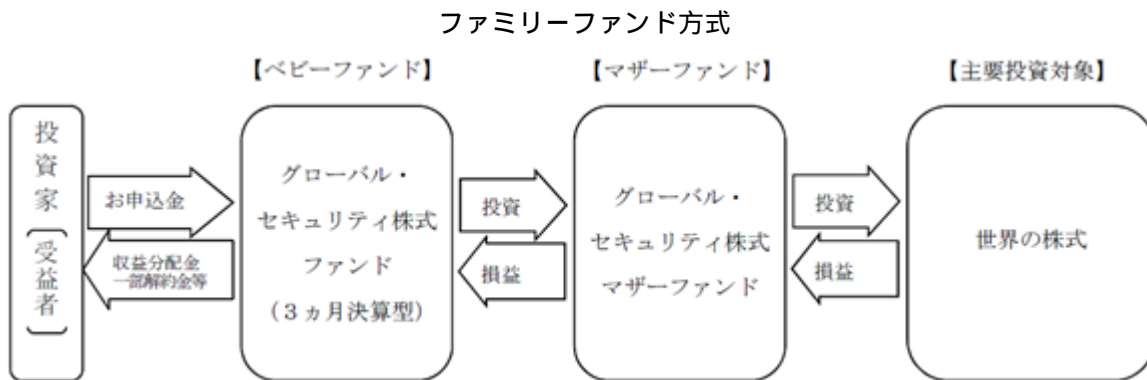 ファミリーファンド方式
【ベビーファンド】
【マザーファンド】
【主要投資対象】
投資家〔受益者〕
お申込金
収益分配金
一部解約金等
グローバル・
セキュリティ株式
ファンド
（３ヵ月決算型）
投資
損益
グローバル・
セキュリティ株式
マザーファンド
投資
損益
世界の株式